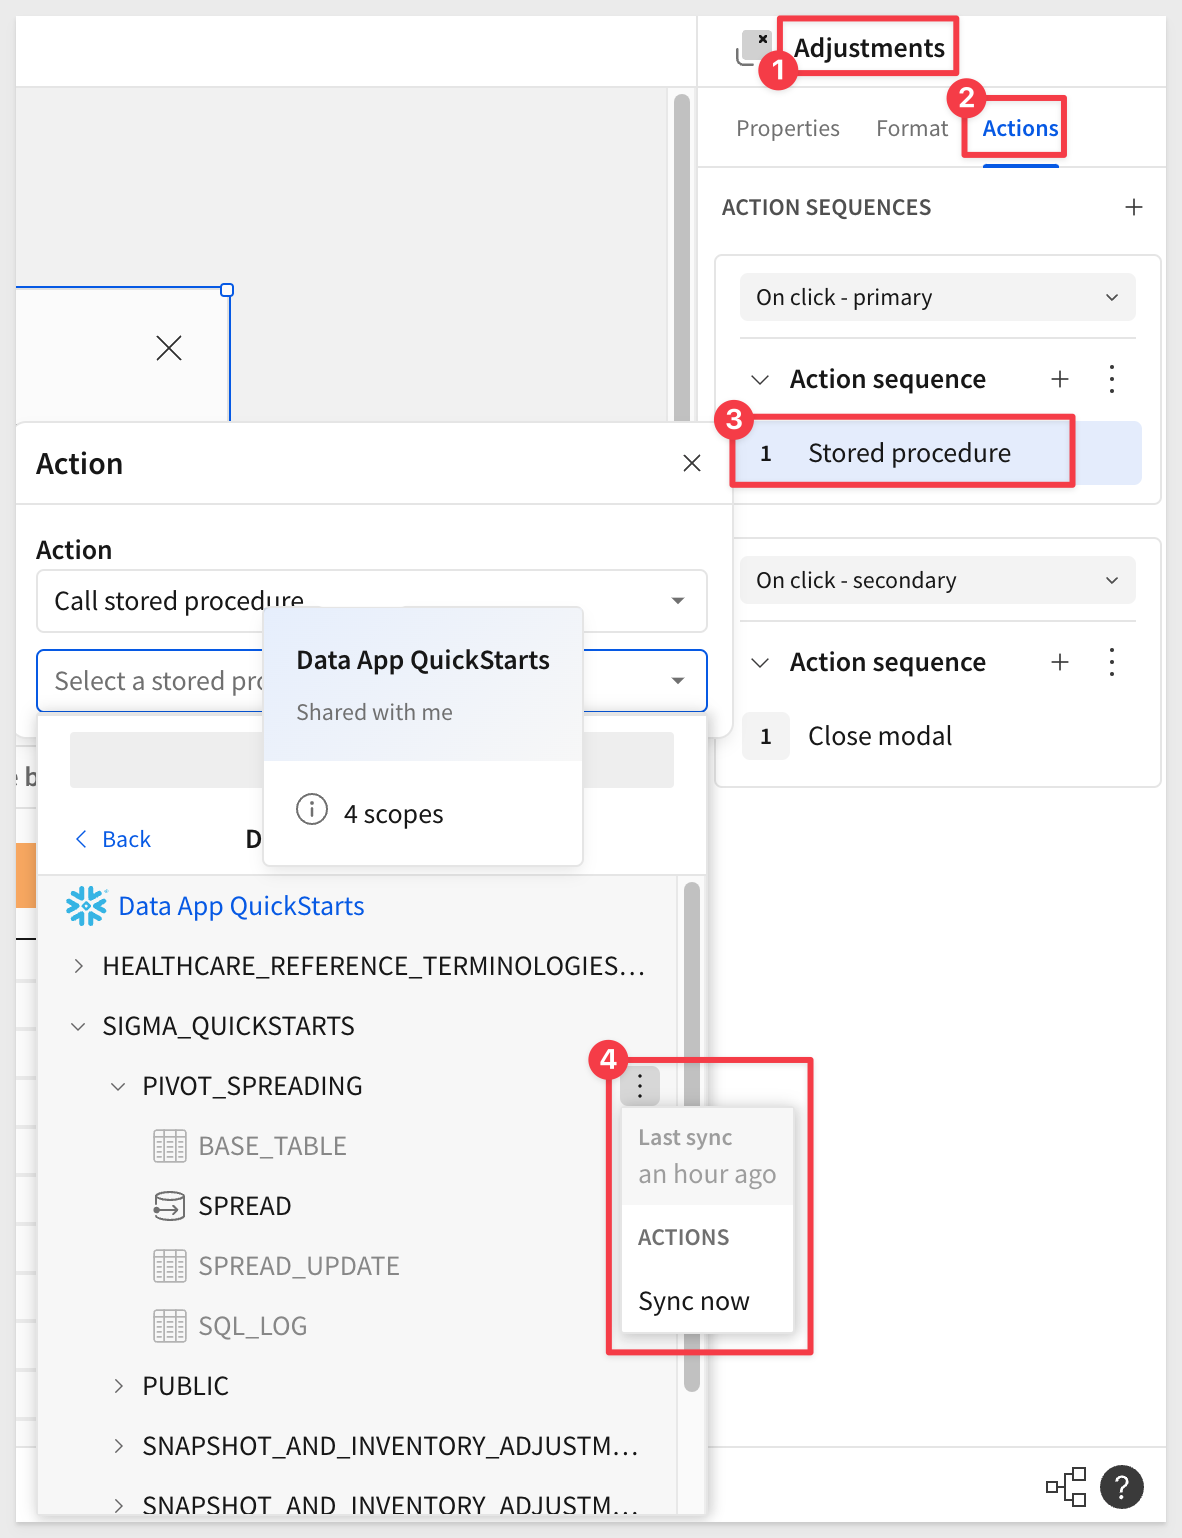 Adjustments
1
2
Properties
Format
Actions
ACTION SEQUENCES
On click - primary
Action sequence
3
1
Stored procedure
Action
Action
Call stored procedure
On click - secondary
Data App QuickStarts
Select a stored
Shared with me
Action sequence
1
Close modal
4 scopes
Back
D
Data App QuickStarts
HEALTHCARE_REFERENCE_TERMINOLOGIES...
SIGMA_QUICKSTARTS
4
PIVOT_SPREADING
Last sync
an hour ago
BASE_TABLE
SPREAD
ACTIONS
SPREAD_UPDATE
Sync now
SQL_LOG
PUBLIC
SNAPSHOT_AND_INVENTORY_ADJUSTM...
SNAPSHOT_AND_INVENTORY_ADJUSTM...
?